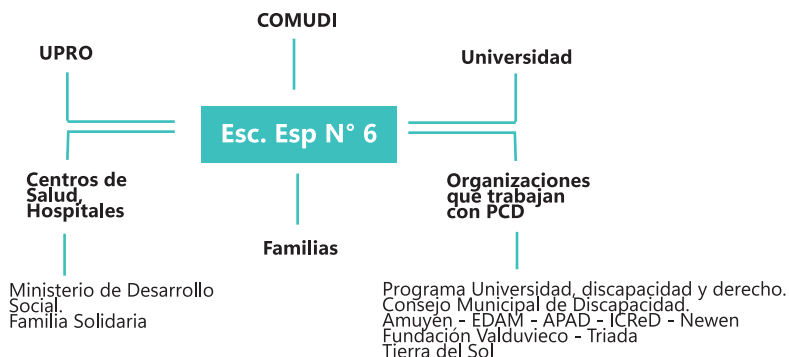 COMUDI
UPRO
Universidad
Esc. Esp N° 6
Centros de
Salud,
Hospitales
Organizaciones
que trabajan
con PCD
Familias
Ministerio de Desarrollo
Social.
Familia Solidaria
Programa Universidad, discapacidad y derecho.
Consejo Municipal de Discapacidad.
Amuyén - EDAM - APAD - ICReD - Newen
Fundación Valduvieco - Triada
Tierra del Sol